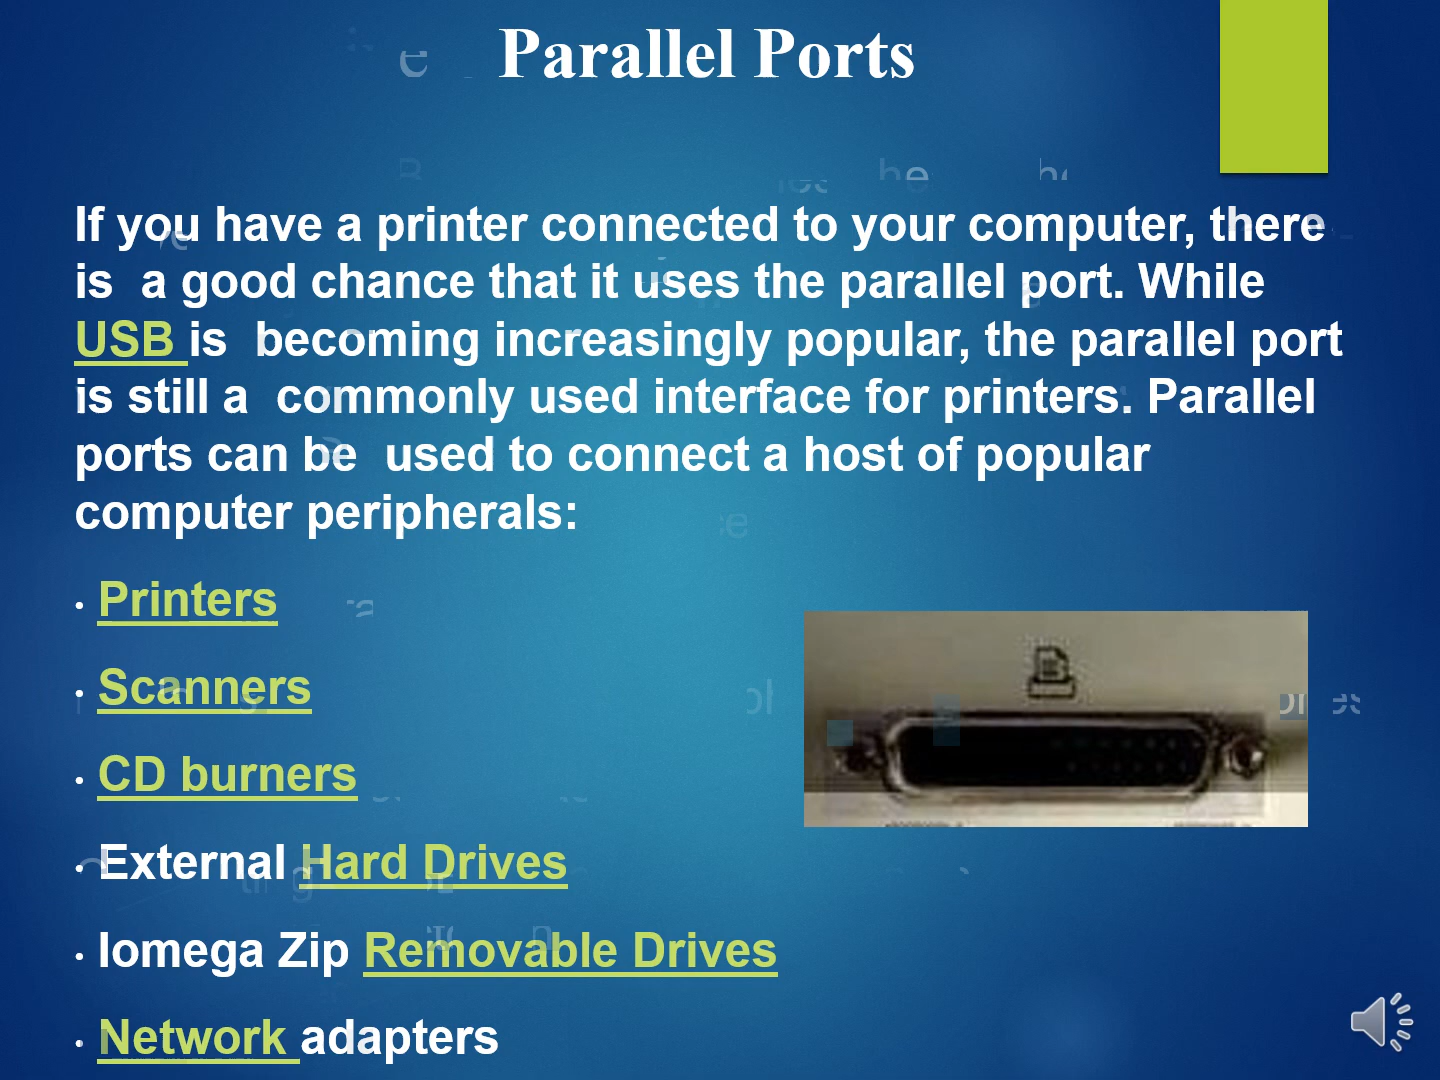 Parallel Ports
If you have a printer connected to your computer, there
is a good chance that it uses the parallel port. While
USB is becoming increasingly popular, the parallel port
is still a commonly used interface for printers. Parallel
ports can be used to connect a host of popular
computer peripherals:
• Printers
• Scanners
• CD burners
• External Hard Drives
• Iomega Zip Removable Drives
• Network adapters